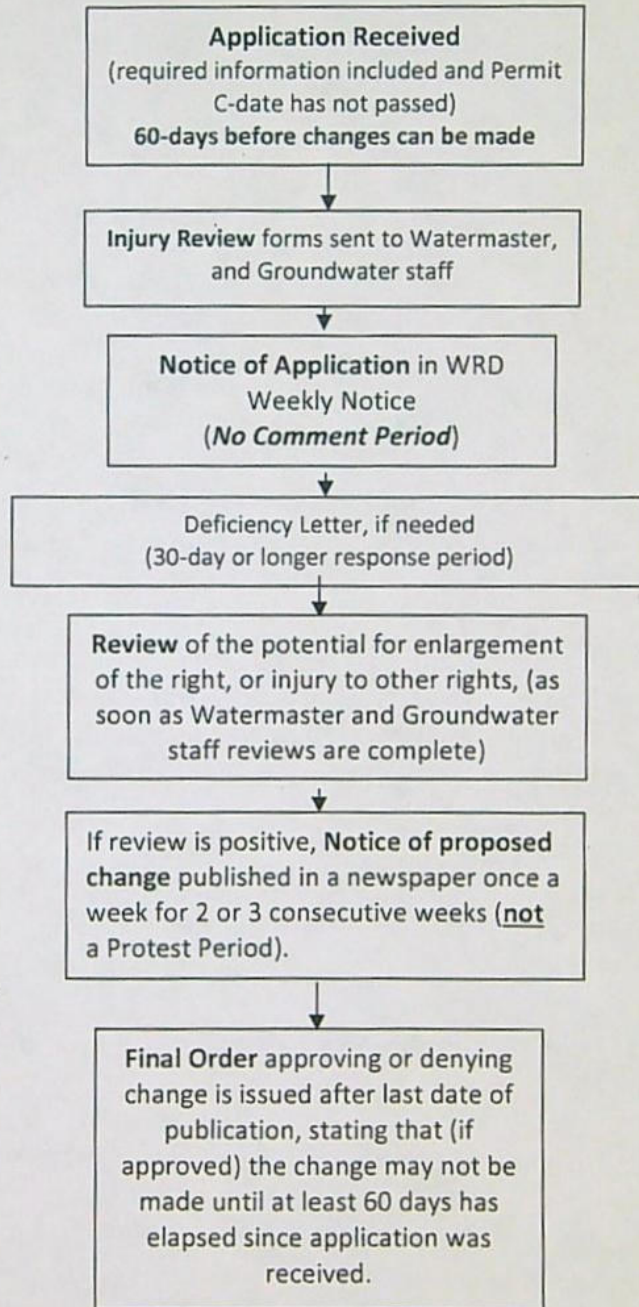 Application Received
(required information included and Permit
C-date has not passed)
60-days before changes can be made
Injury Review forms sent to Watermaster,
and Groundwater staff
Notice of Application in WRD
Weekly Notice
(No Comment Period)
Deficiency Letter, if needed
(30-day or longer response period)
Review of the potential for enlargement
of the right, or injury to other rights, (as
soon as Watermaster and Groundwater
staff reviews are complete)
If review is positive, Notice of proposed
change published in a newspaper once a
week for 2 or 3 consecutive weeks (not
a Protest Period).
Final Order approving or denying
change is issued after last date of
publication, stating that (if
approved) the change may not be
made until at least 60 days has
elapsed since application was
received.